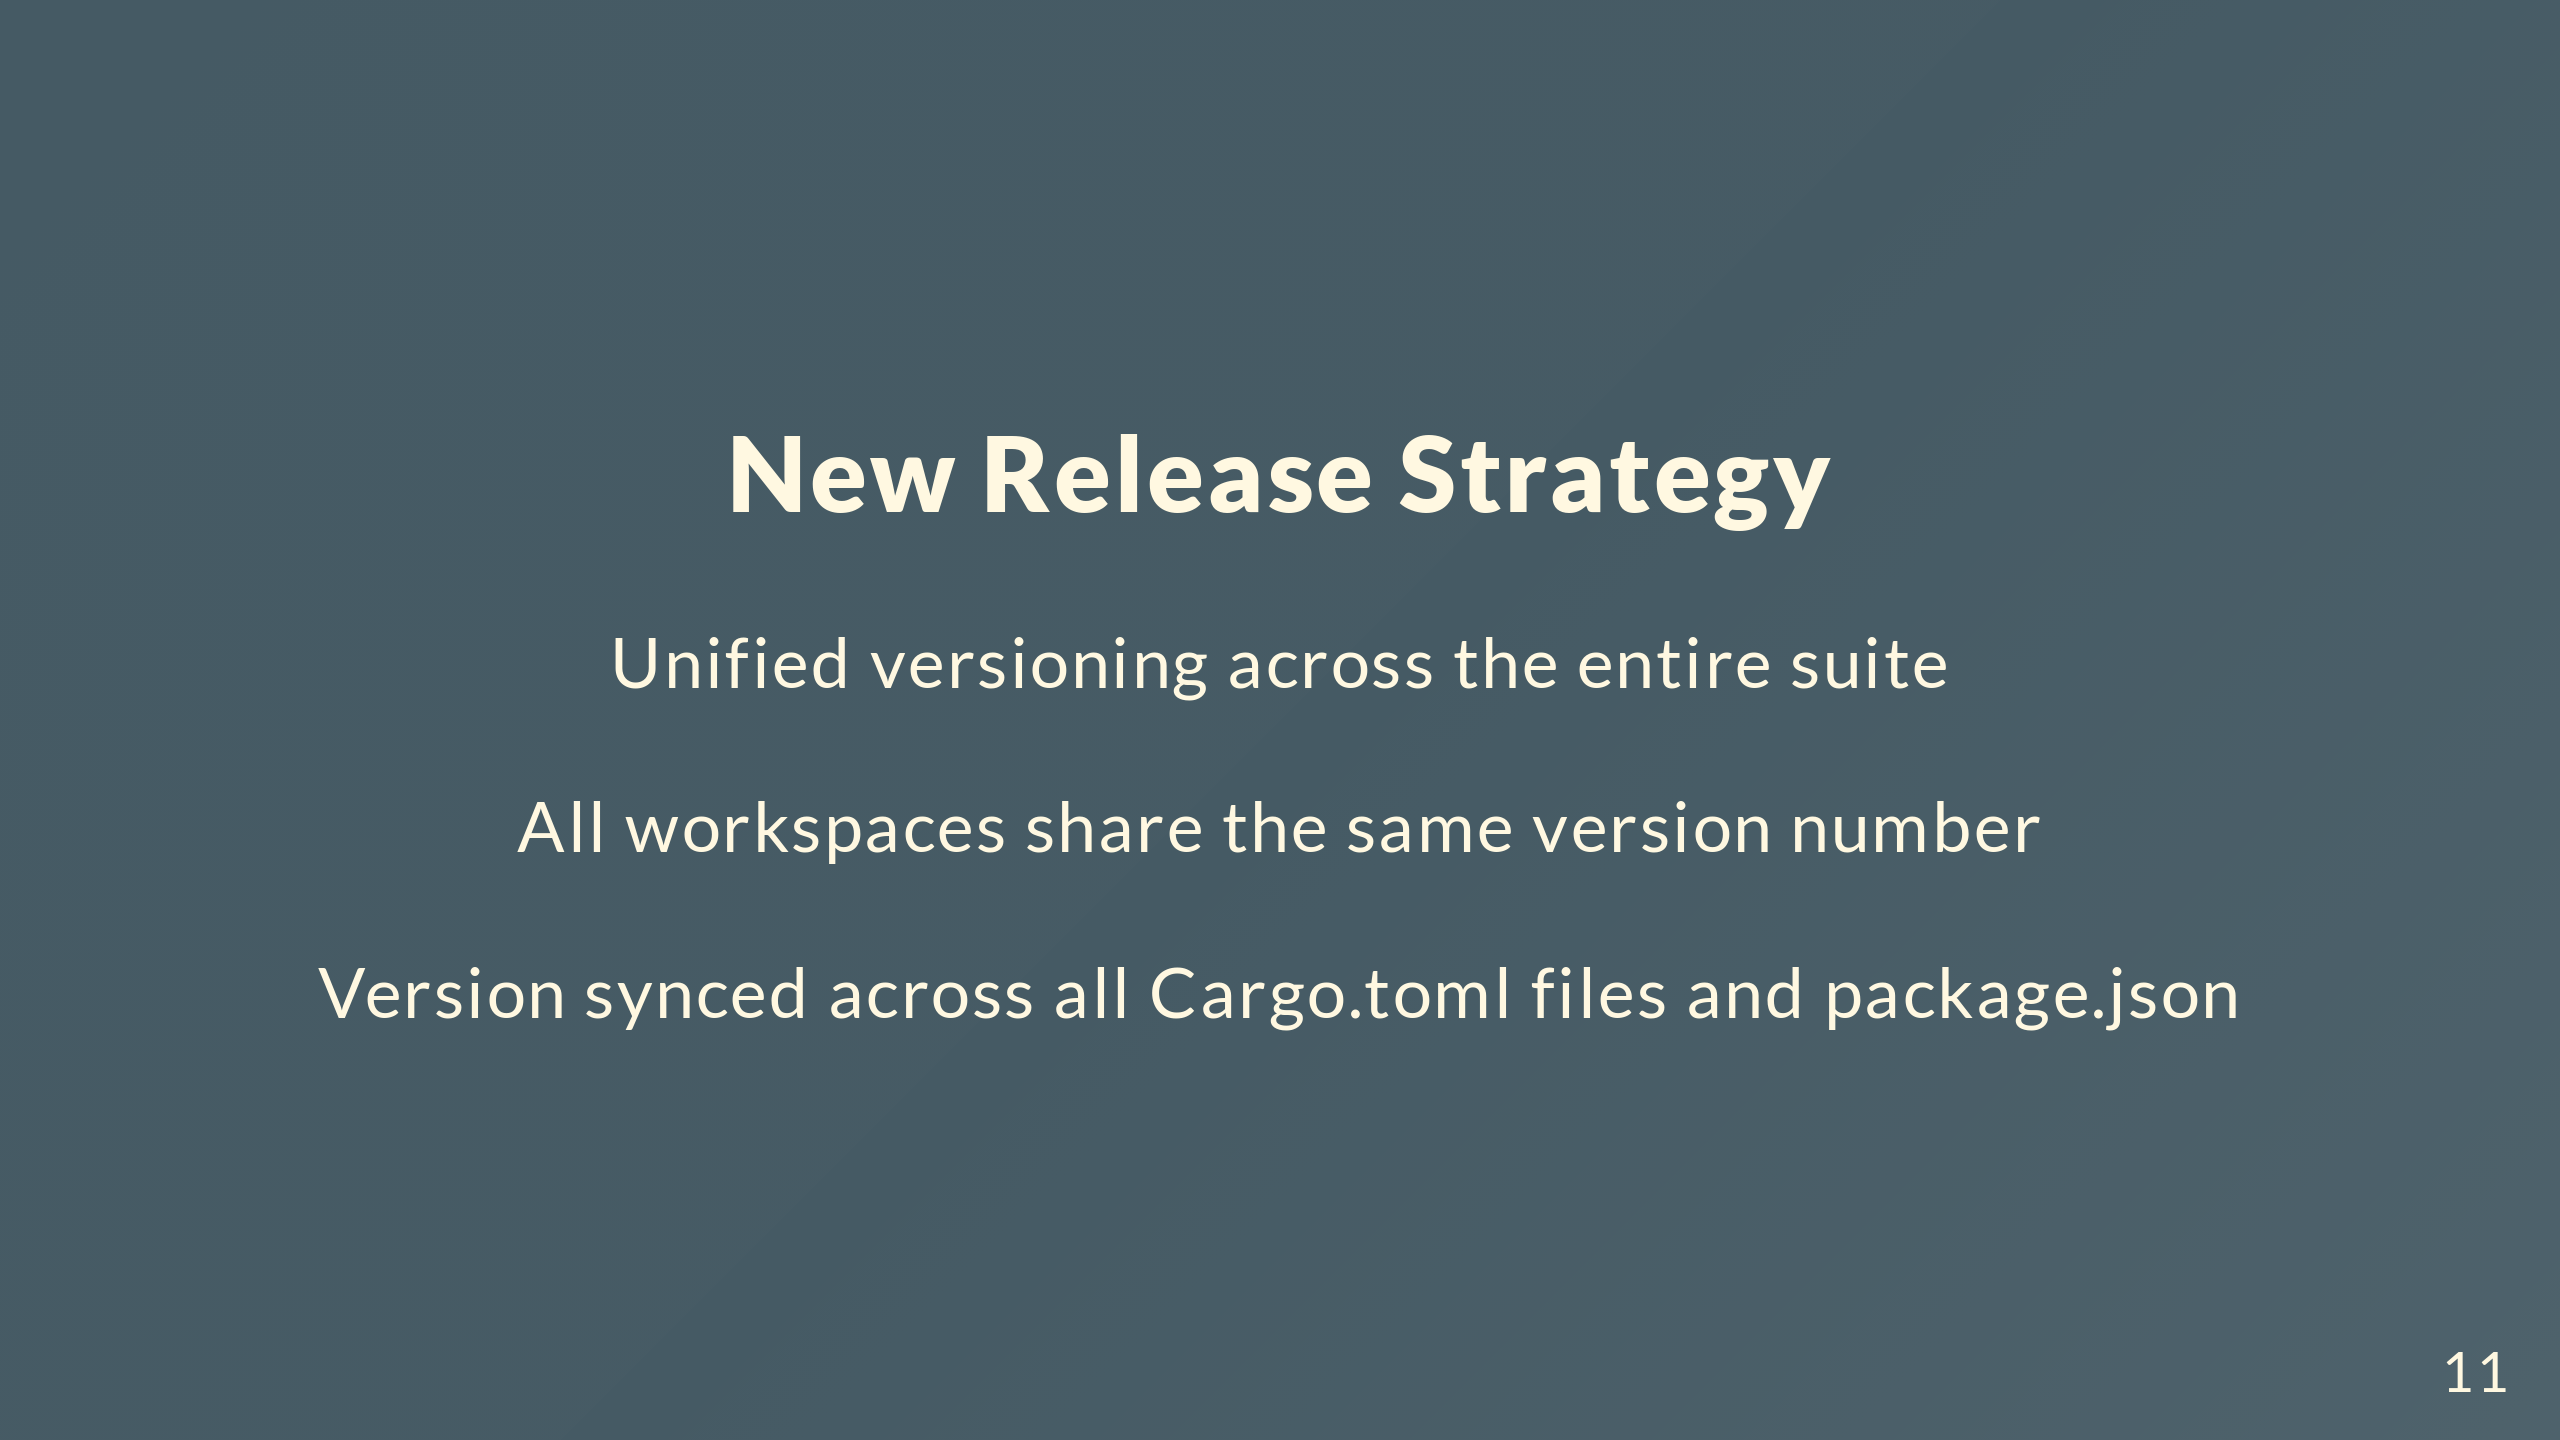 New Release Strategy
Unified versioning across the entire suite
All workspaces share the same version number
Version synced across all Cargo.toml files and package.json
11